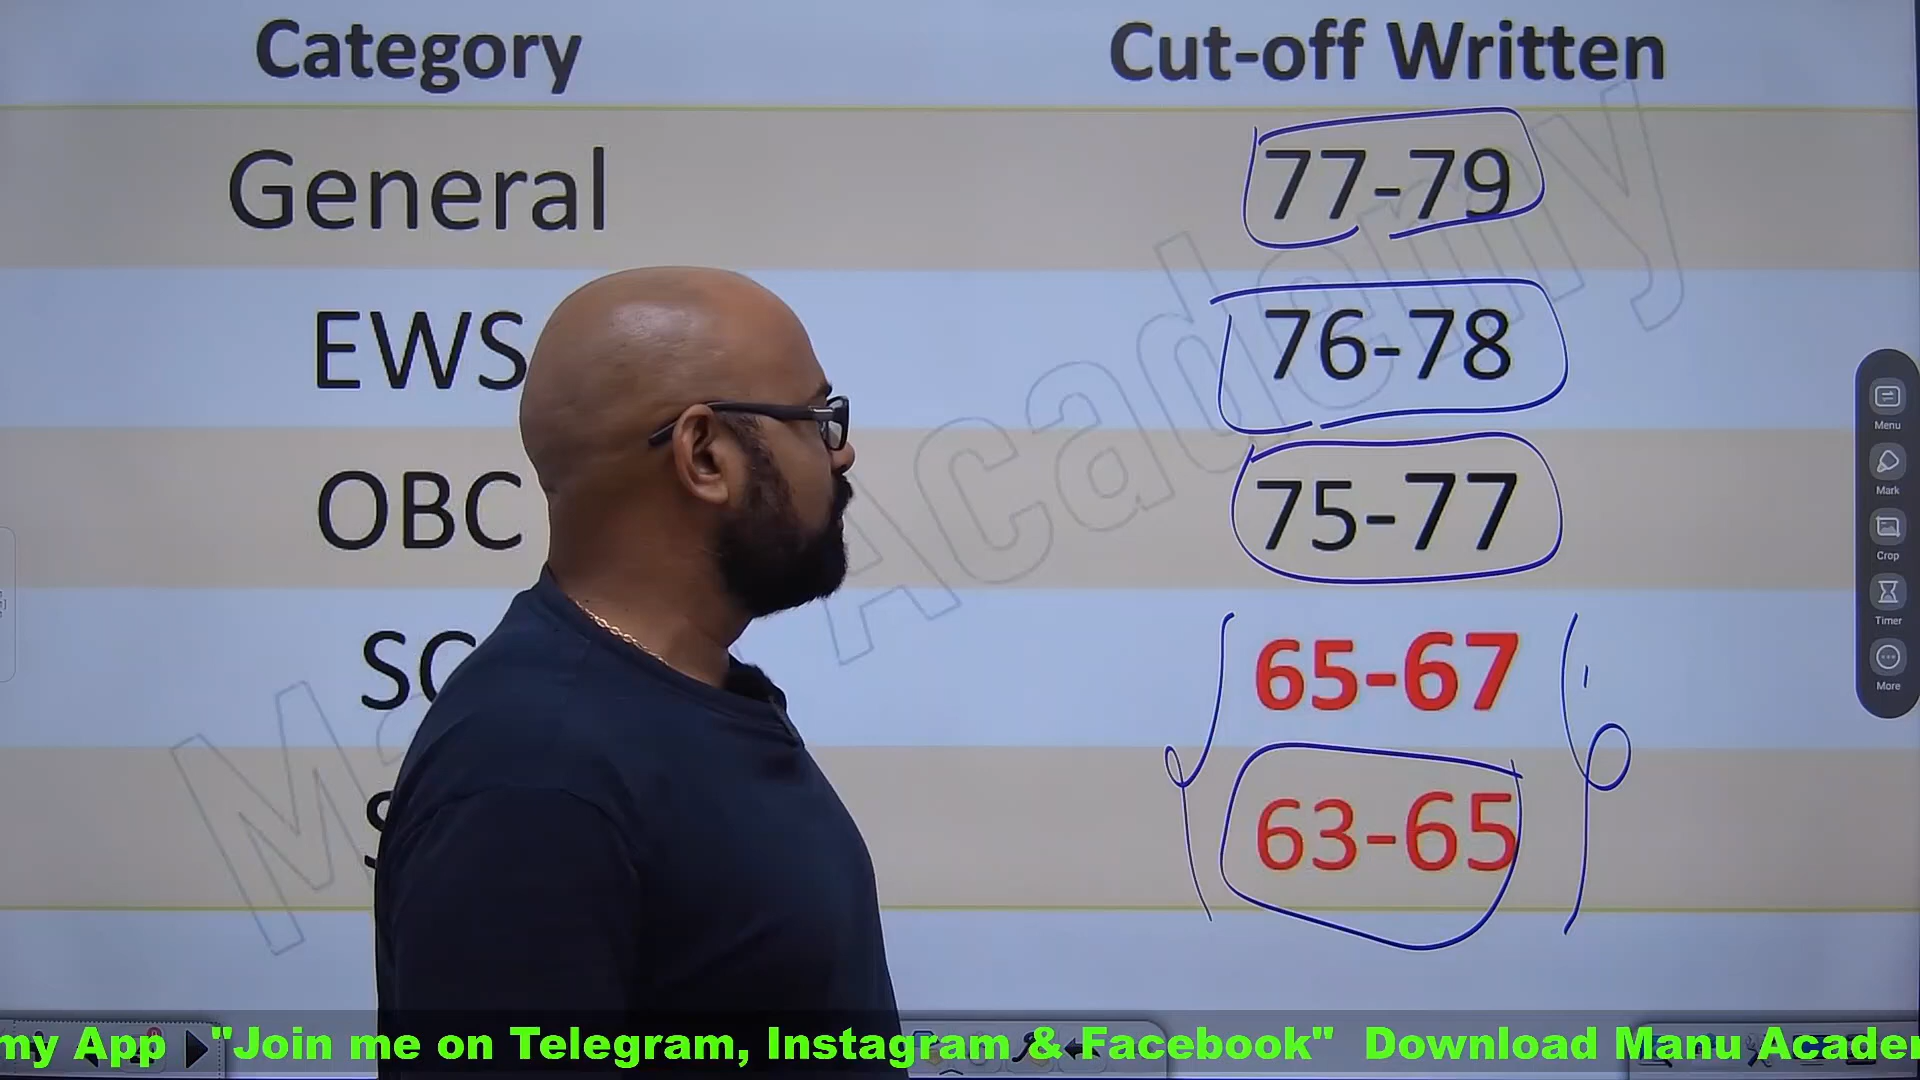 Category Cut-off Written
General 77-79
EWS 76-78
OBC 75-77
65-67
63-65
Academy
Menu
Mark
Crop
Timer
More
my App "Join me on Telegram, Instagram & Facebook" Download Manu Acade